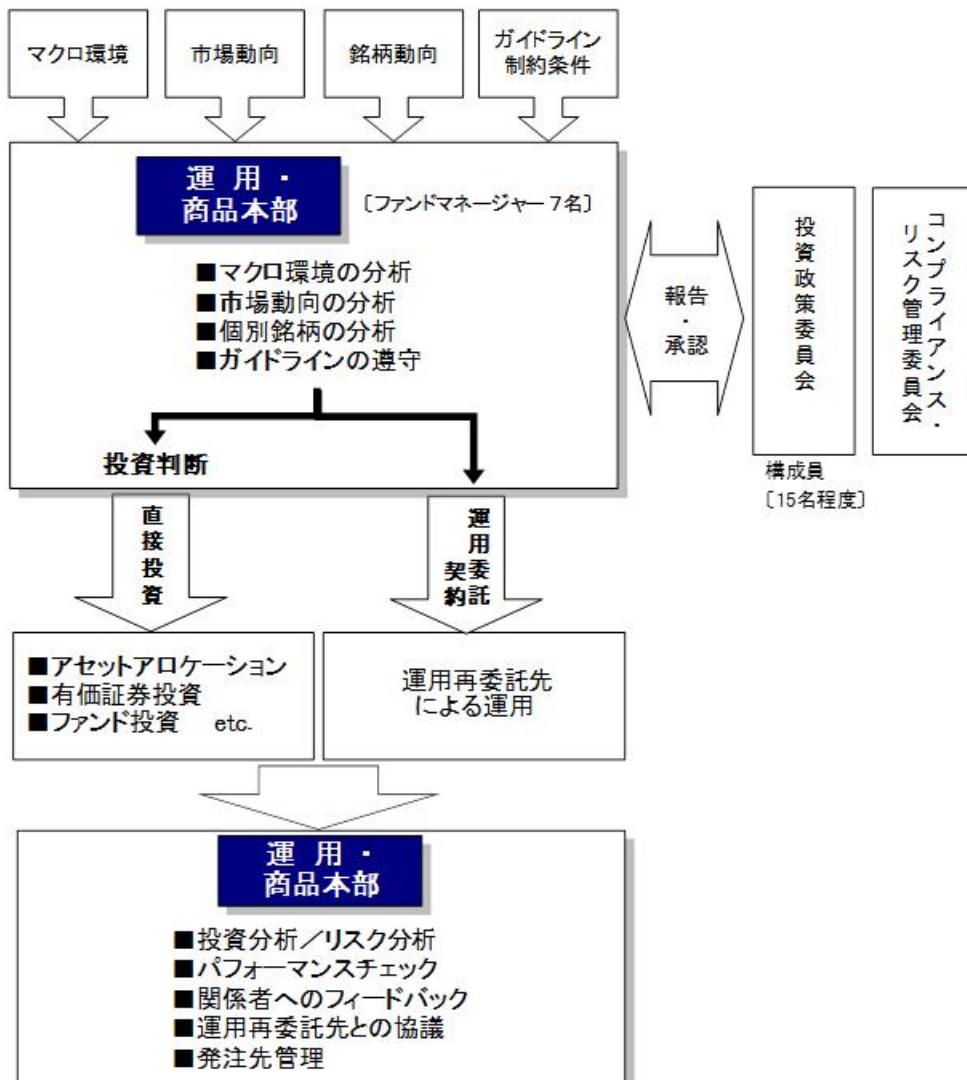 マクロ環境
市場動向
銘柄動向
ガイドライン
制約条件
運 用 ・
商品本部
〔ファンドマネージャー 7名〕
■マクロ環境の分析
■市場動向の分析
■個別銘柄の分析
■ガイドラインの遵守
投資判断
報告
・
承認
投資政策委員会
コンプライアンス・
リスク管理委員会
構成員
〔15名程度〕
直接投資
運用委託
契約
■アセットアロケーション
■有価証券投資
■ファンド投資 etc.
運用再委託先
による運用
運 用 ・
商品本部
■投資分析／リスク分析
■パフォーマンスチェック
■関係者へのフィードバック
■運用再委託先との協議
■発注先管理